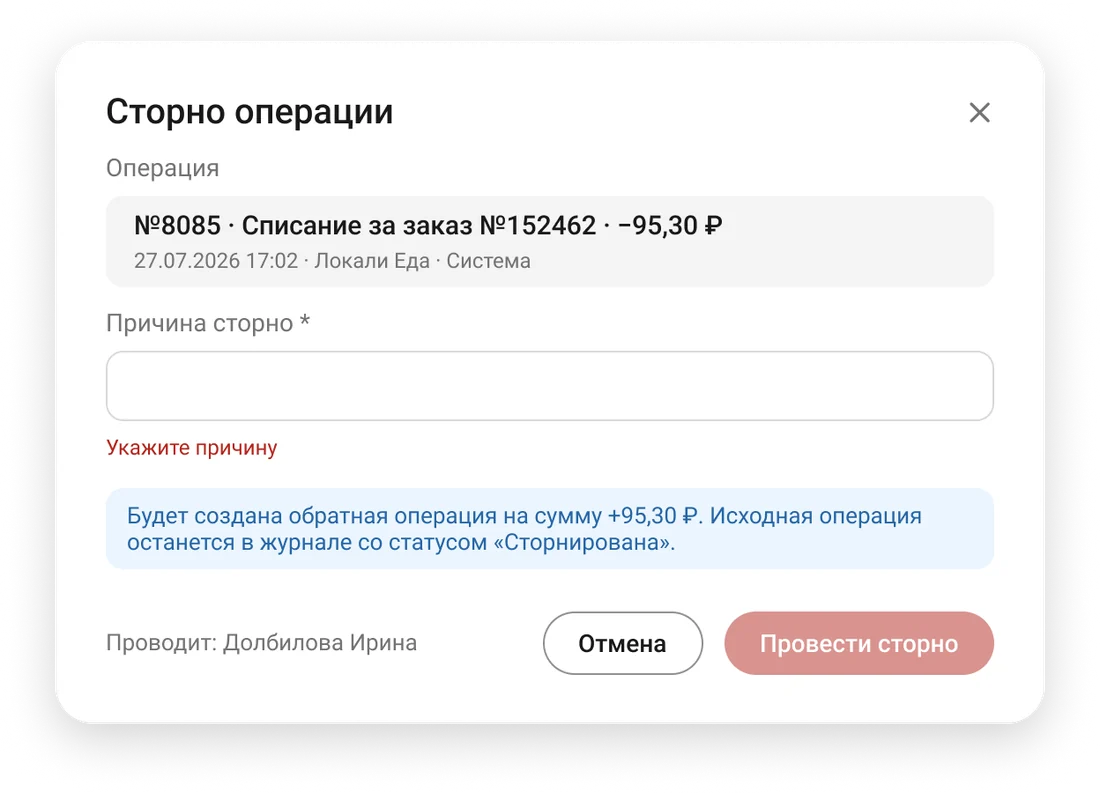 Сторно операции
Операция
№8085 · Списание за заказ №152462 · −95,30 ₽
27.07.2026 17:02 · Локали Еда · Система
Причина сторно *
Укажите причину
Будет создана обратная операция на сумму +95,30 ₽. Исходная операция
останется в журнале со статусом «Сторнирована».
Проводит: Долбилова Ирина
Отмена
Провести сторно